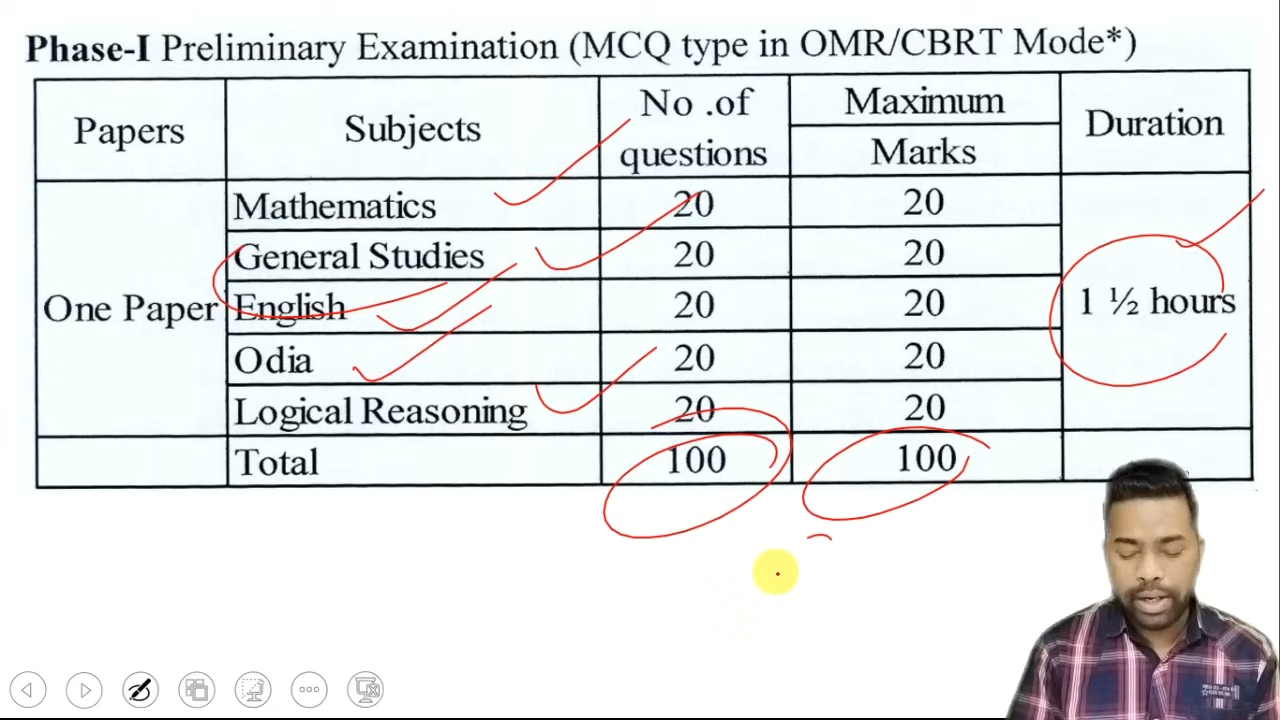 Phase-I Preliminary Examination (MCQ type in OMR/CBRT Mode*)
Papers Subjects No .of questions Maximum Marks Duration
One Paper Mathematics 20 20 1 ½ hours
General Studies 20 20
English 20 20
Odia 20 20
Logical Reasoning 20 20
Total 100 100